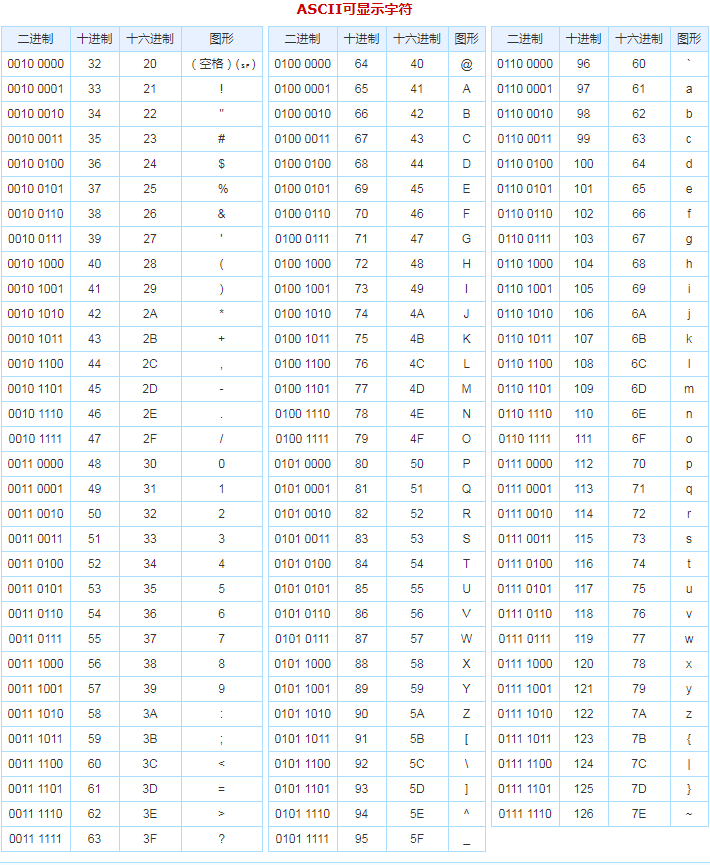 ASCII可显示字符
二进制 十进制 十六进制 图形 二进制 十进制 十六进制 图形 二进制 十进制 十六进制 图形
0010 0000 32 20 (空格)(␠) 0100 0000 64 40 @ 0110 0000 96 60 `
0010 0001 33 21 ! 0100 0001 65 41 A 0110 0001 97 61 a
0010 0010 34 22 " 0100 0010 66 42 B 0110 0010 98 62 b
0010 0011 35 23 # 0100 0011 67 43 C 0110 0011 99 63 c
0010 0100 36 24 $ 0100 0100 68 44 D 0110 0100 100 64 d
0010 0101 37 25 % 0100 0101 69 45 E 0110 0101 101 65 e
0010 0110 38 26 & 0100 0110 70 46 F 0110 0110 102 66 f
0010 0111 39 27 ' 0100 0111 71 47 G 0110 0111 103 67 g
0010 1000 40 28 ( 0100 1000 72 48 H 0110 1000 104 68 h
0010 1001 41 29 ) 0100 1001 73 49 I 0110 1001 105 69 i
0010 1010 42 2A * 0100 1010 74 4A J 0110 1010 106 6A j
0010 1011 43 2B + 0100 1011 75 4B K 0110 1011 107 6B k
0010 1100 44 2C , 0100 1100 76 4C L 0110 1100 108 6C l
0010 1101 45 2D - 0100 1101 77 4D M 0110 1101 109 6D m
0010 1110 46 2E . 0100 1110 78 4E N 0110 1110 110 6E n
0010 1111 47 2F / 0100 1111 79 4F O 0110 1111 111 6F o
0011 0000 48 30 0 0101 0000 80 50 P 0111 0000 112 70 p
0011 0001 49 31 1 0101 0001 81 51 Q 0111 0001 113 71 q
0011 0010 50 32 2 0101 0010 82 52 R 0111 0010 114 72 r
0011 0011 51 33 3 0101 0011 83 53 S 0111 0011 115 73 s
0011 0100 52 34 4 0101 0100 84 54 T 0111 0100 116 74 t
0011 0101 53 35 5 0101 0101 85 55 U 0111 0101 117 75 u
0011 0110 54 36 6 0101 0110 86 56 V 0111 0110 118 76 v
0011 0111 55 37 7 0101 0111 87 57 W 0111 0111 119 77 w
0011 1000 56 38 8 0101 1000 88 58 X 0111 1000 120 78 x
0011 1001 57 39 9 0101 1001 89 59 Y 0111 1001 121 79 y
0011 1010 58 3A : 0101 1010 90 5A Z 0111 1010 122 7A z
0011 1011 59 3B ; 0101 1011 91 5B [ 0111 1011 123 7B {
0011 1100 60 3C < 0101 1100 92 5C \ 0111 1100 124 7C |
0011 1101 61 3D = 0101 1101 93 5D ] 0111 1101 125 7D }
0011 1110 62 3E > 0101 1110 94 5E ^ 0111 1110 126 7E ~
0011 1111 63 3F ? 0101 1111 95 5F _